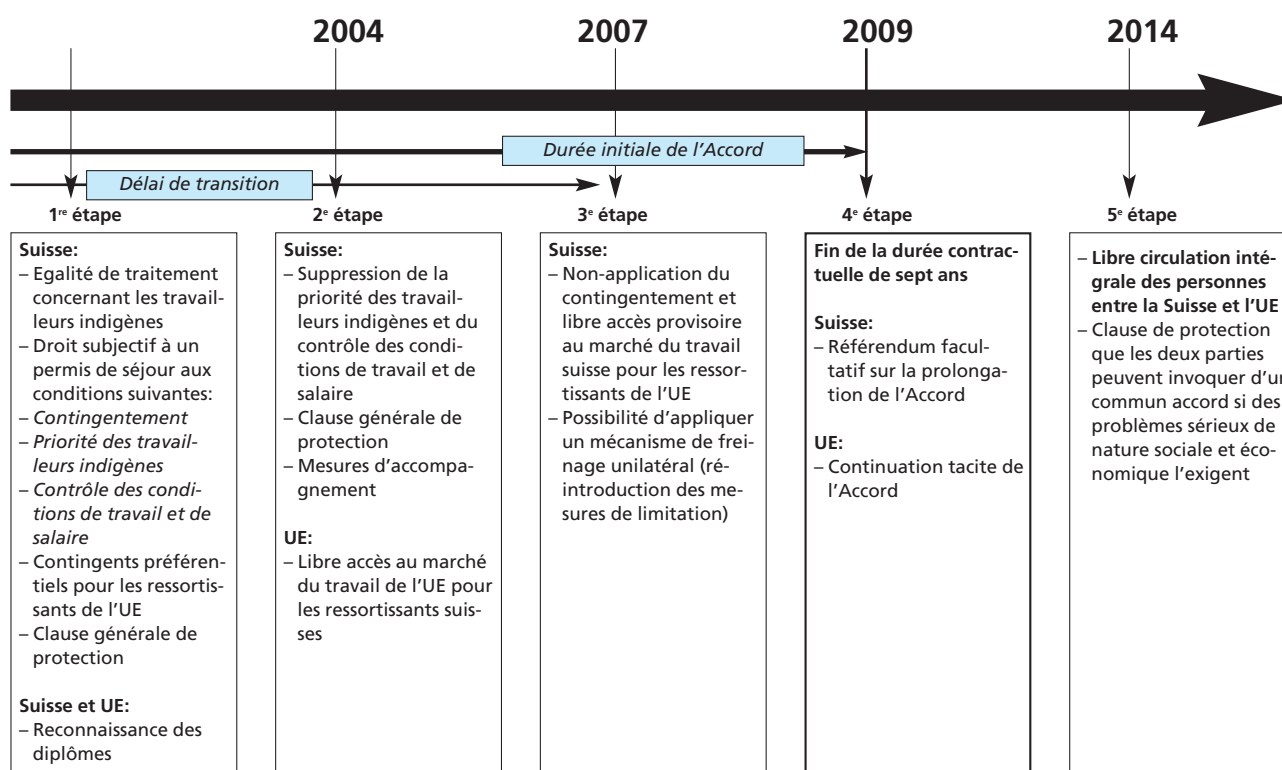 2004
2007
2009
2014
Durée initiale de l’Accord
Délai de transition
1re étape
2e étape
3e étape
4e étape
5e étape
Suisse:
– Egalité de traitement
concernant les travail-
leurs indigènes
– Droit subjectif à un
permis de séjour aux
conditions suivantes:
– Contingentement
– Priorité des travail-
leurs indigènes
– Contrôle des condi-
tions de travail et de
salaire
– Contingents préféren-
tiels pour les ressortis-
sants de l’UE
– Clause générale de
protection
Suisse et UE:
– Reconnaissance des
diplômes
Suisse:
– Suppression de la
priorité des travail-
leurs indigènes et du
contrôle des condi-
tions de travail et de
salaire
– Clause générale de
protection
– Mesures d’accompa-
gnement
UE:
– Libre accès au marché
du travail de l’UE pour
les ressortissants suis-
ses
Suisse:
– Non-application du
contingentement et
libre accès provisoire
au marché du travail
suisse pour les ressor-
tissants de l’UE
– Possibilité d’appliquer
un mécanisme de frei-
nage unilatéral (ré-
introduction des me-
sures de limitation)
Fin de la durée contrac-
tuelle de sept ans
Suisse:
– Référendum facul-
tatif sur la prolonga-
tion de l’Accord
UE:
– Continuation tacite de
l’Accord
– Libre circulation inté-
grale des personnes
entre la Suisse et l’UE
– Clause de protection
que les deux parties
peuvent invoquer
commun accord si des
problèmes sérieux de
nature sociale et éco-
nomique l’exigent